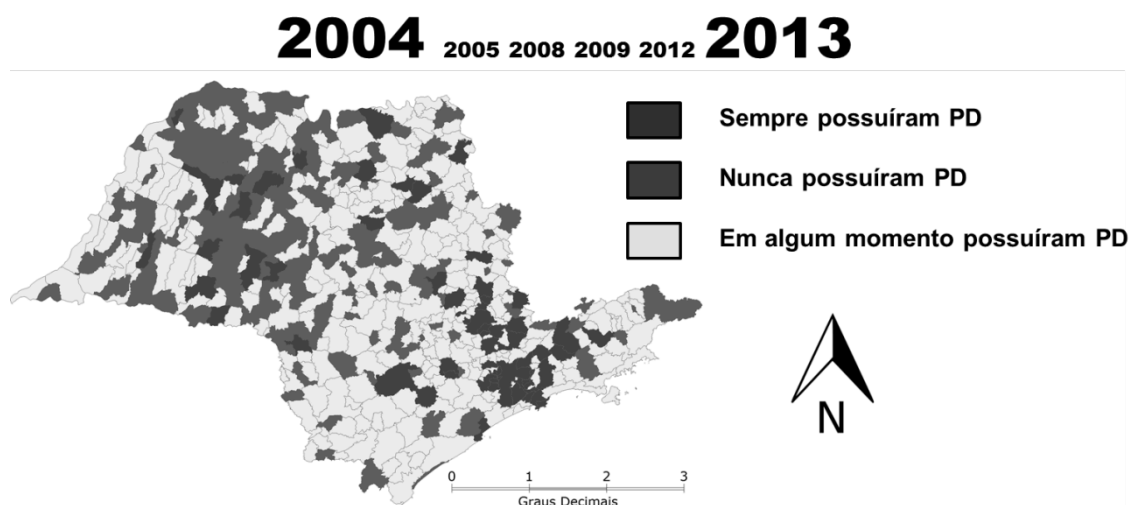 2004 2005 2008 2009 2012 2013
Sempre possuíram PD
Nunca possuíram PD
Em algum momento possuíram PD
N
0 1 2 3
Graus Decimais